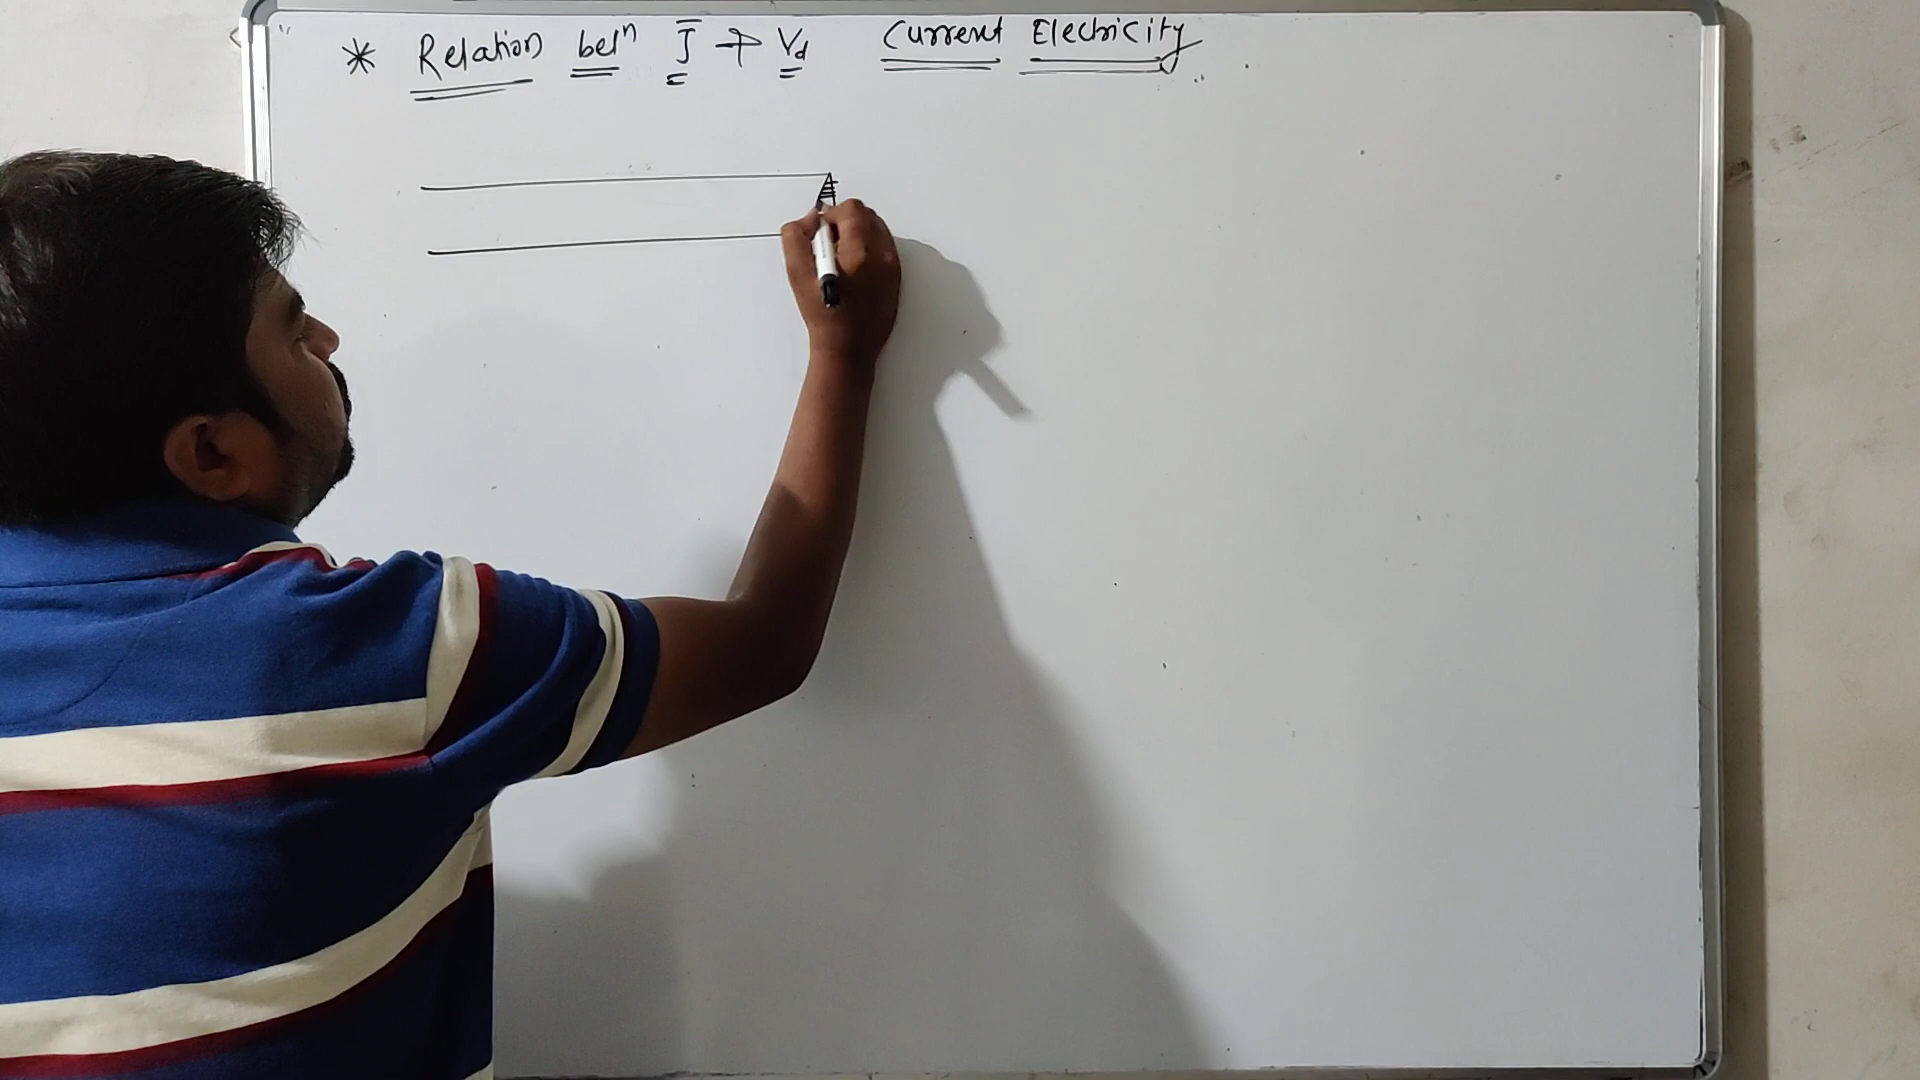 * Relation betⁿ J̅ → Vd Current Electricity